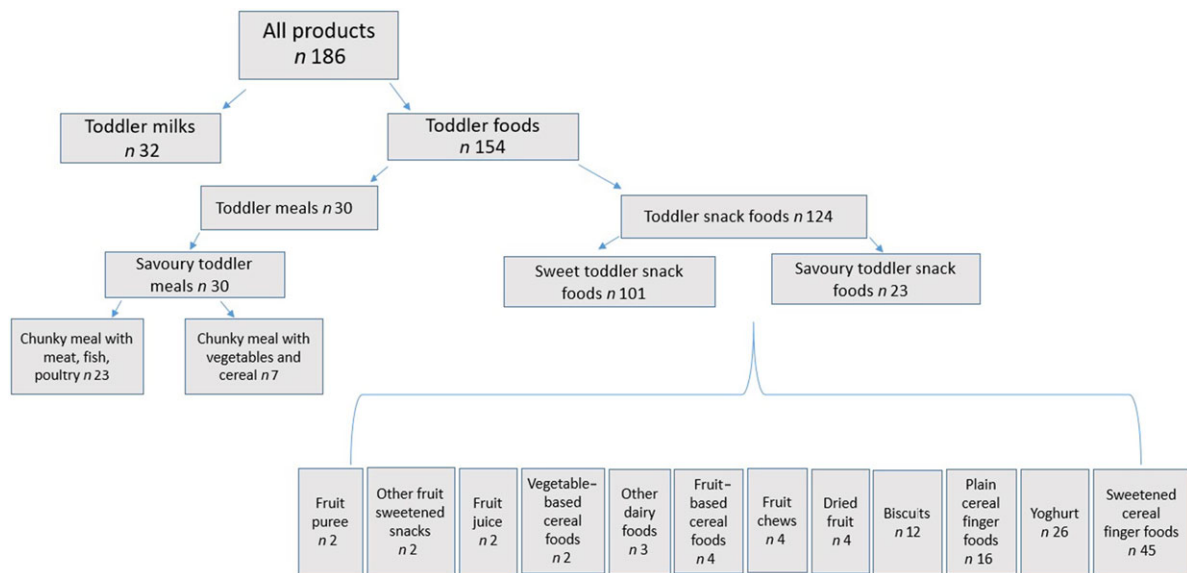 All products
n 186
Toddler milks
n 32
Toddler foods
n 154
Toddler meals n 30
Toddler snack foods n 124
Savoury toddler
meals n 30
Sweet toddler snack
foods n 101
Savoury toddler snack
foods n 23
Chunky meal with
meat, fish,
poultry n 23
Chunky meal with
vegetables and
cereal n 7
Fruit
puree
n 2
Other fruit
sweetened
snacks
n 2
Fruit
juice
n 2
Vegetable–
based
cereal
foods
n 2
Other
dairy
foods
n 3
Fruit–
based
cereal foods
n 4
Fruit
chews
n 4
Dried
fruit
n 4
Biscuits
n 12
Plain
cereal
finger
foods
n 16
Yoghurt
n 26
Sweetened
cereal
finger foods
n 45